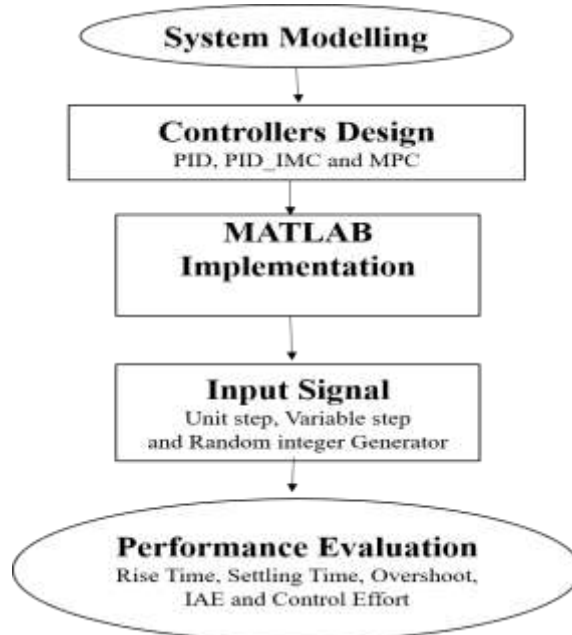 System Modelling
Controllers Design
PID, PID_IMC and MPC
MATLAB
Implementation
Input Signal
Unit step, Variable step
and Random integer Generator
Performance Evaluation
Rise Time, Settling Time, Overshoot,
IAE and Control Effort